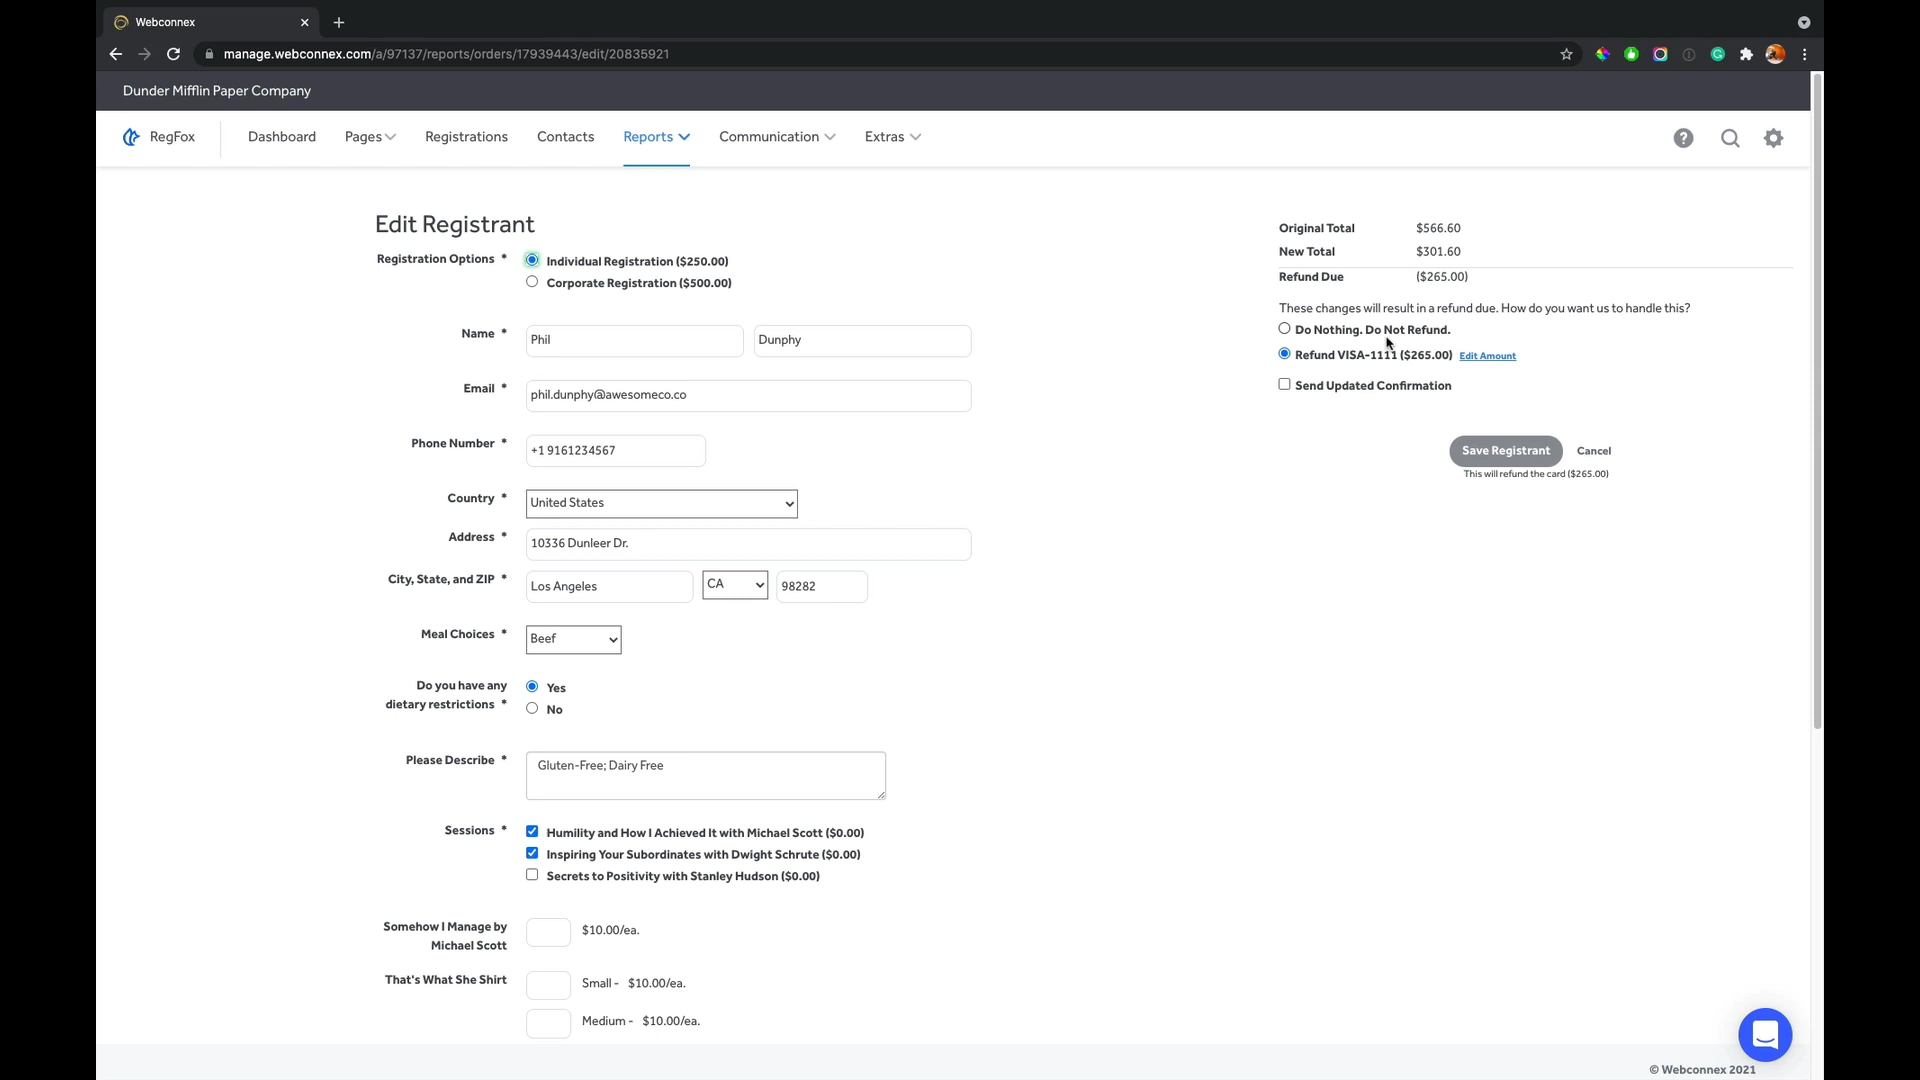 Webconnex
manage.webconnex.com/a/97137/reports/orders/17939443/edit/20835921
Dunder Mifflin Paper Company
RegFox Dashboard Pages Registrations Contacts Reports Communication Extras
Edit Registrant
Registration Options * Individual Registration ($250.00)
Corporate Registration ($500.00)
Name * Phil Dunphy
Email * phil.dunphy@awesomeco.co
Phone Number * +1 9161234567
Country * United States
Address * 10336 Dunleer Dr.
City, State, and ZIP * Los Angeles CA 98282
Meal Choices * Beef
Do you have any
dietary restrictions * Yes
No
Please Describe * Gluten-Free; Dairy Free
Sessions * Humility and How I Achieved It with Michael Scott ($0.00)
Inspiring Your Subordinates with Dwight Schrute ($0.00)
Secrets to Positivity with Stanley Hudson ($0.00)
Somehow I Manage by
Michael Scott $10.00/ea.
That's What She Shirt Small - $10.00/ea.
Medium - $10.00/ea.
Original Total $566.60
New Total $301.60
Refund Due ($265.00)
These changes will result in a refund due. How do you want us to handle this?
Do Nothing. Do Not Refund.
Refund VISA-1111 ($265.00) Edit Amount
Send Updated Confirmation
Save Registrant Cancel
This will refund the card ($265.00)
© Webconnex 2021